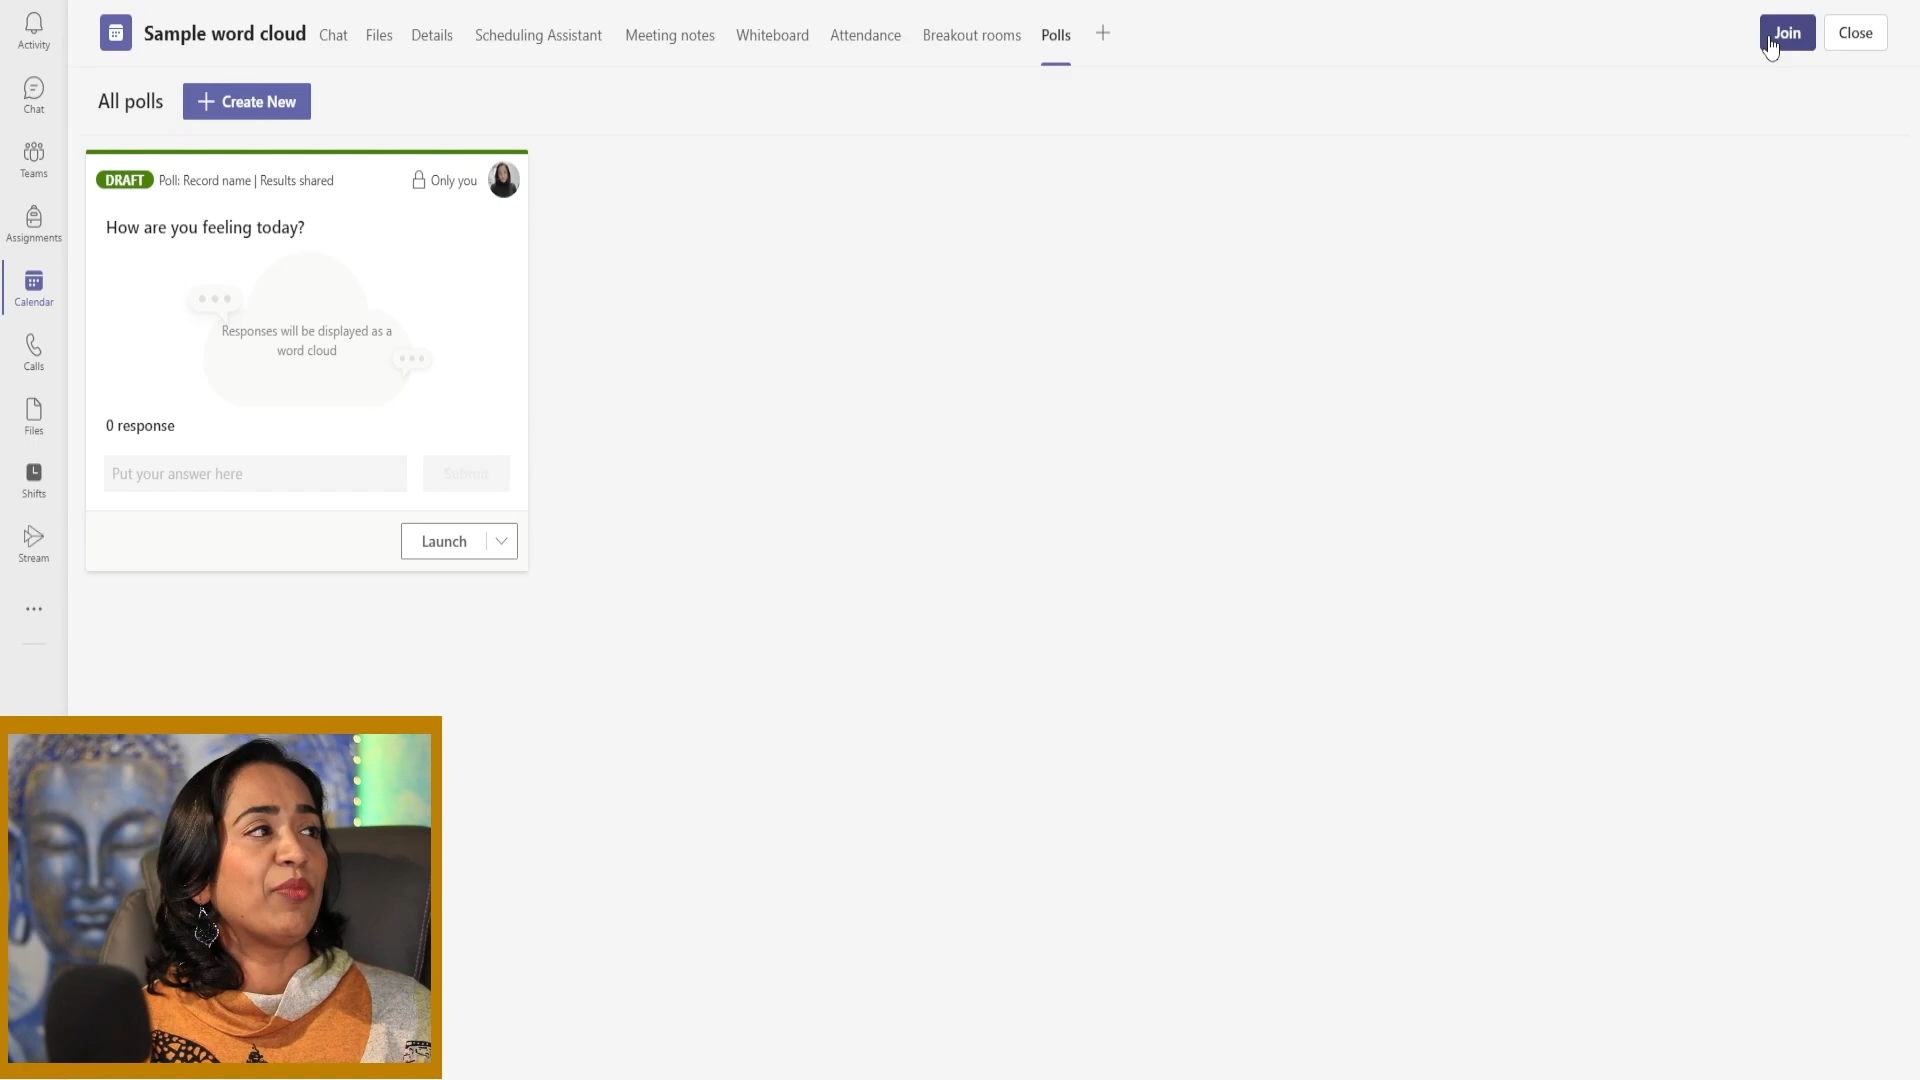 Activity
Chat
Teams
Assignments
Calendar
Calls
Files
Shifts
Stream
Sample word cloud Chat Files Details Scheduling Assistant Meeting notes Whiteboard Attendance Breakout rooms Polls
Join Close
All polls Create New
DRAFT Poll: Record name | Results shared Only you
How are you feeling today?
Responses will be displayed as a
word cloud
0 response
Put your answer here Submit
Launch